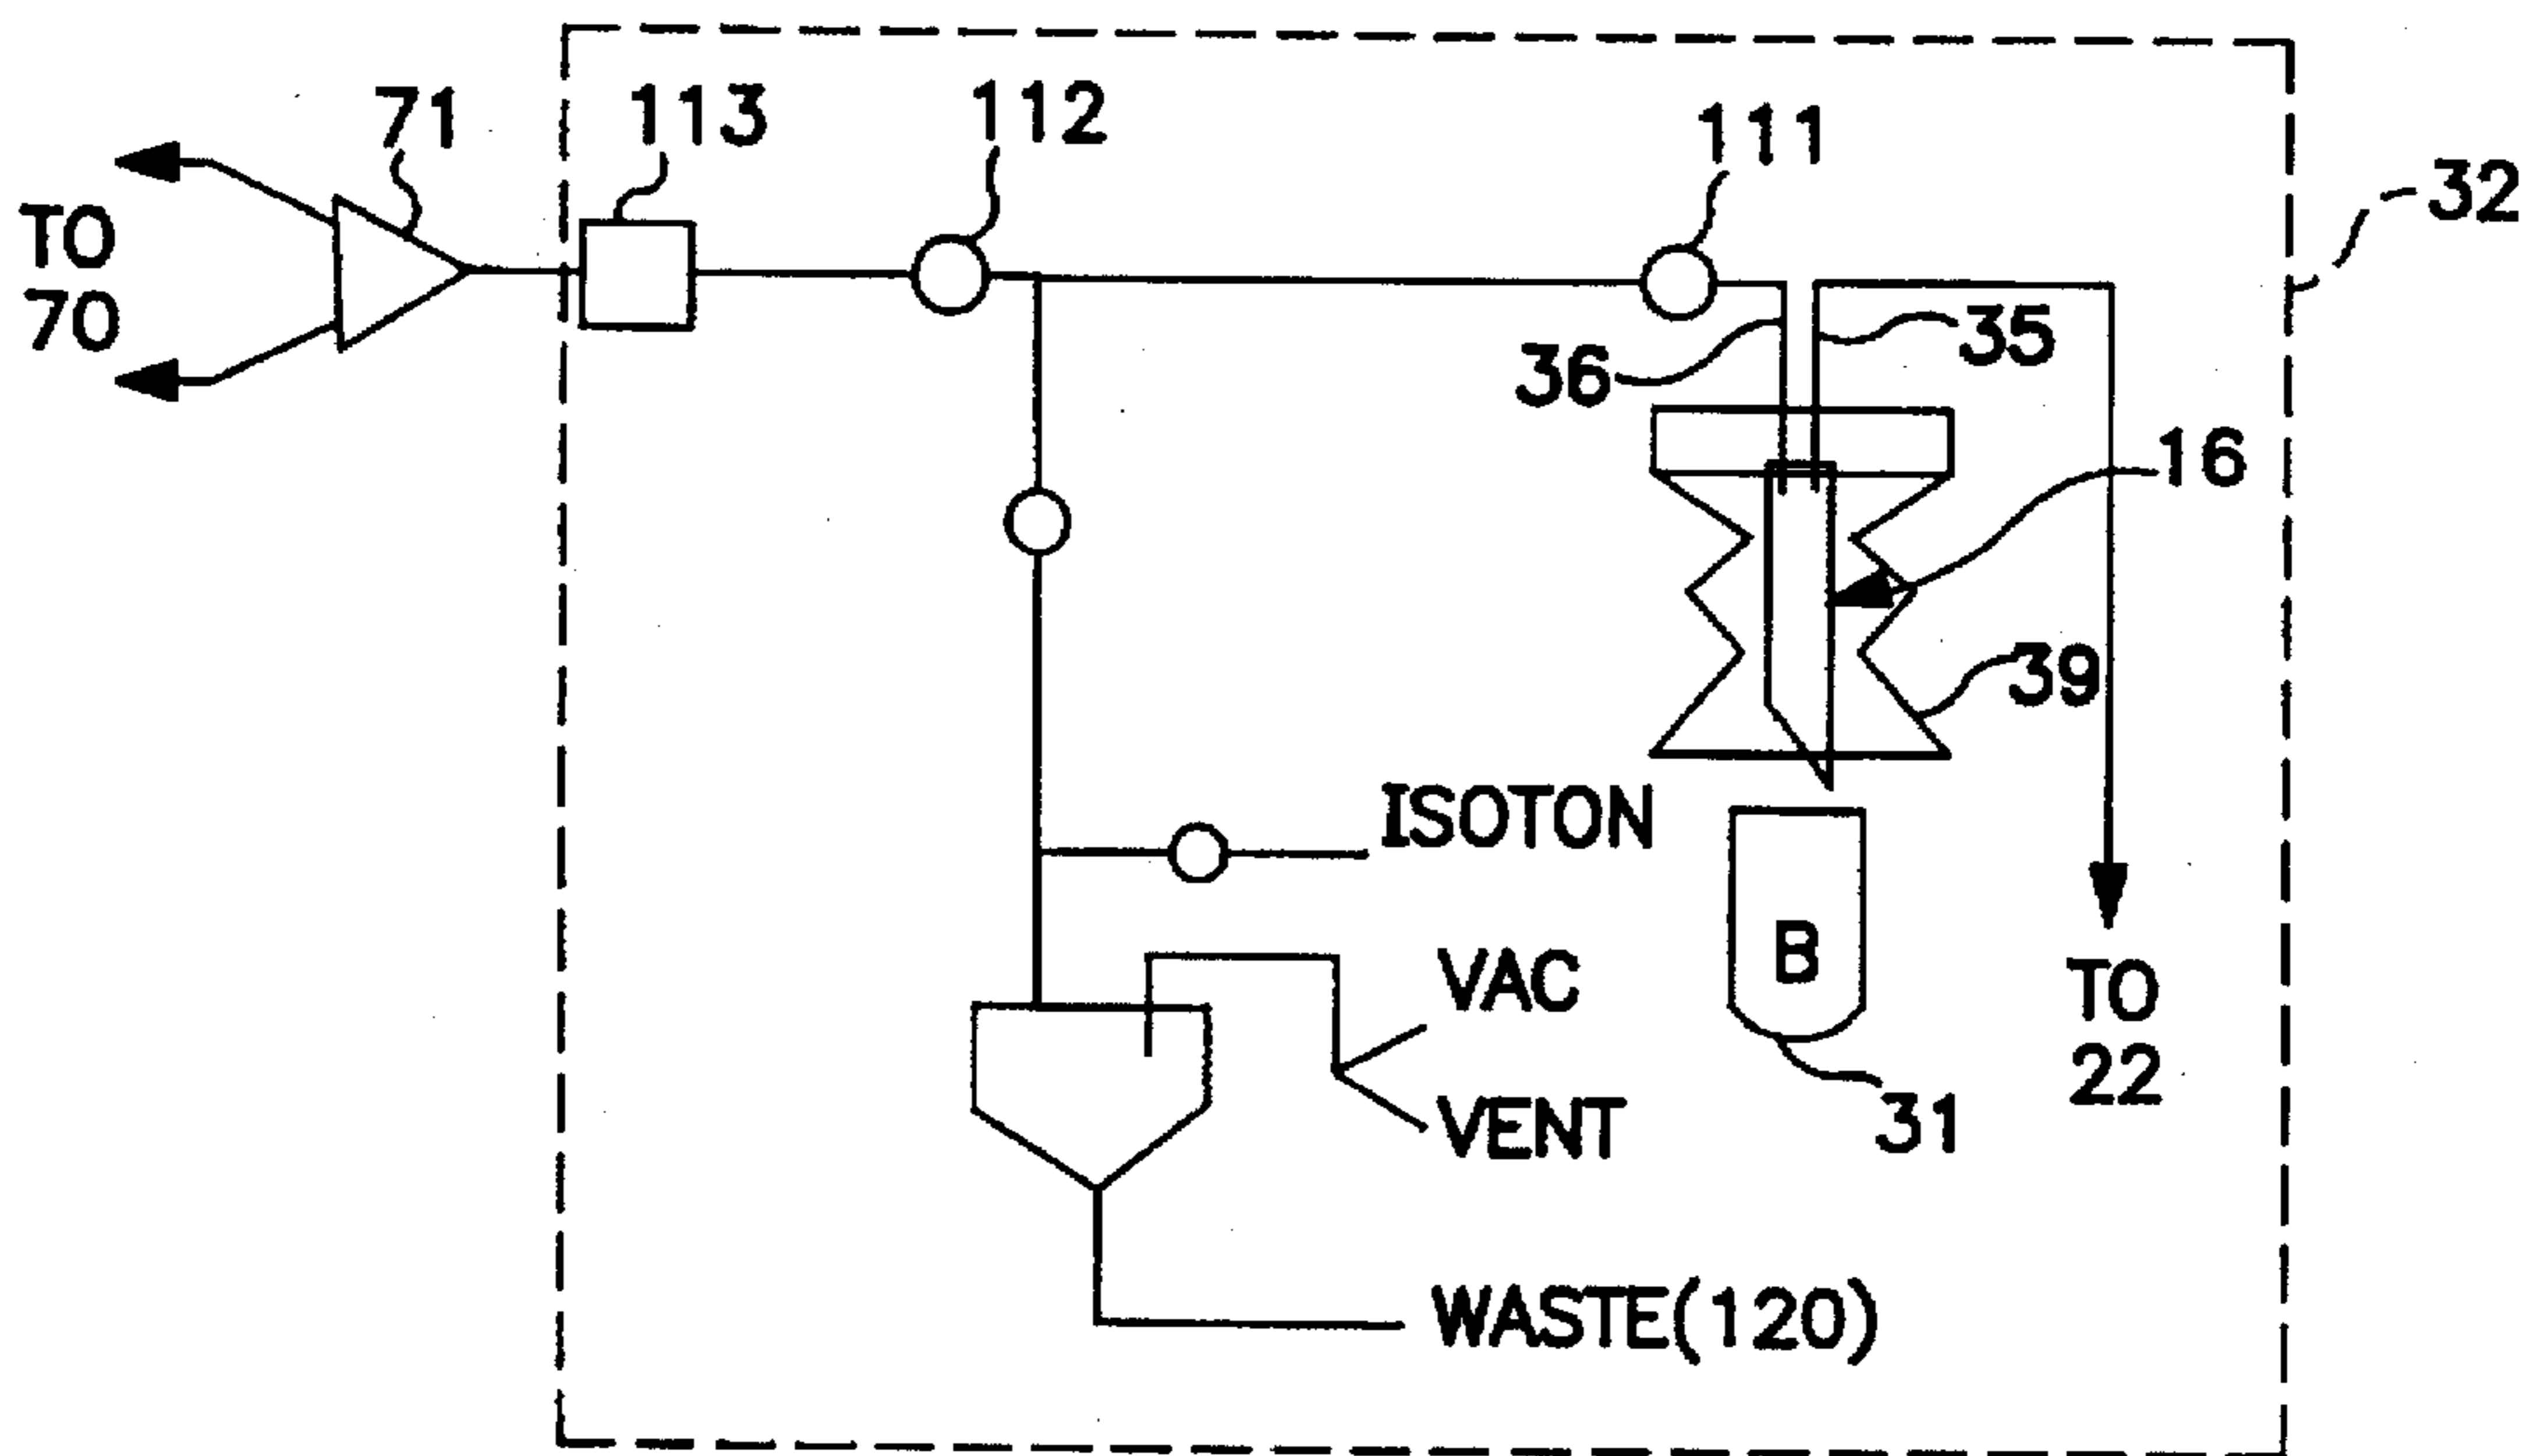 71
113
112
111
32
TO
70
36
35
16
39
ISOTON
B
VAC
TO
22
VENT
31
WASTE(120)